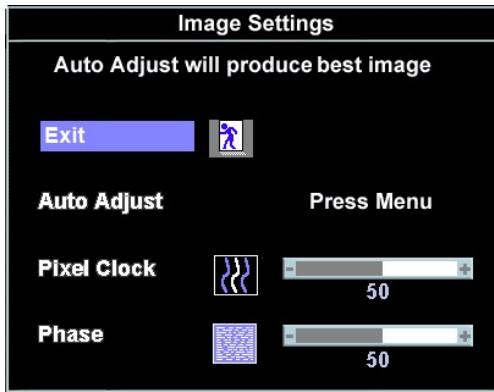 Image Settings
Auto Adjust will produce best image
Exit
Auto Adjust Press Menu
Pixel Clock - +
50
Phase - +
50